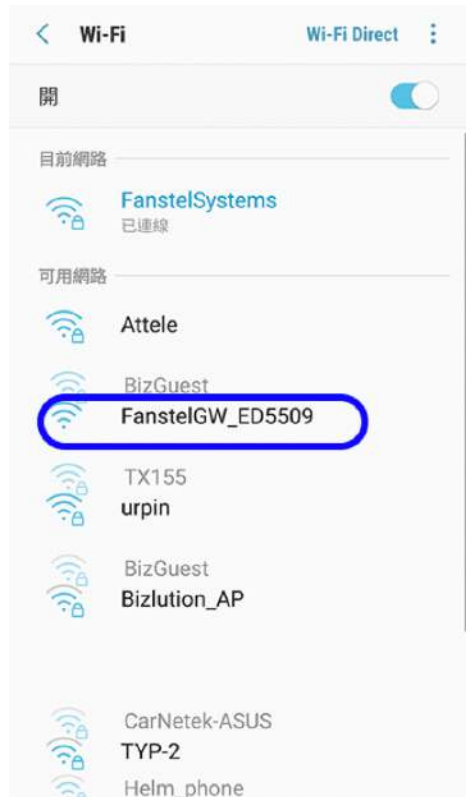 Wi-Fi Wi-Fi Direct
開
目前網路
FanstelSystems
已連線
可用網路
Attele
BizGuest
FanstelGW_ED5509
TX155
urpin
BizGuest
Bizlution_AP
CarNetek-ASUS
TYP-2
Helm_phone